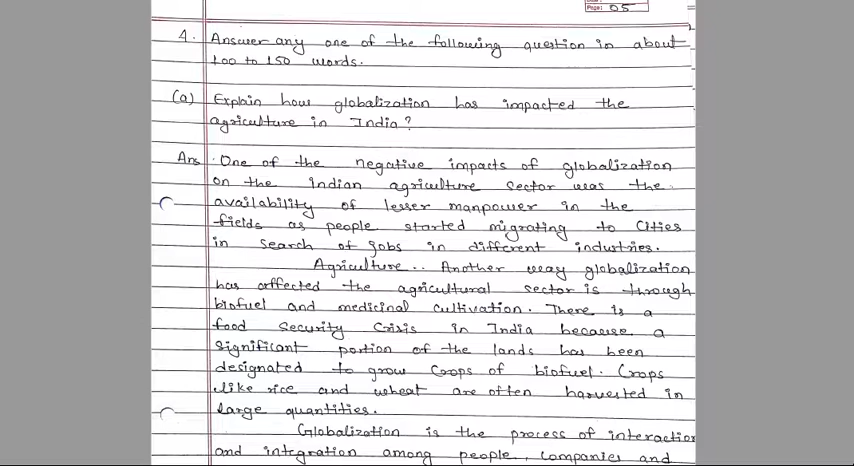 Page: 05
4. Answer any one of the following question in about
100 to 150 words.
(a) Explain how globalization has impacted the
agriculture in India?
Ans. One of the negative impacts of globalization
on the indian agriculture sector was the
availability of lesser manpower in the
fields as people started migrating to cities
in search of jobs in different industries.
Agriculture.. Another way globalization
has affected the agricultural sector is through
biofuel and medicinal cultivation. There is a
food security crisis in India because a
significant portion of the lands has been
designated to grow crops of biofuel. Crops
like rice and wheat are often harvested in
large quantities.
Globalization is the process of interaction
and integration among people, companies and